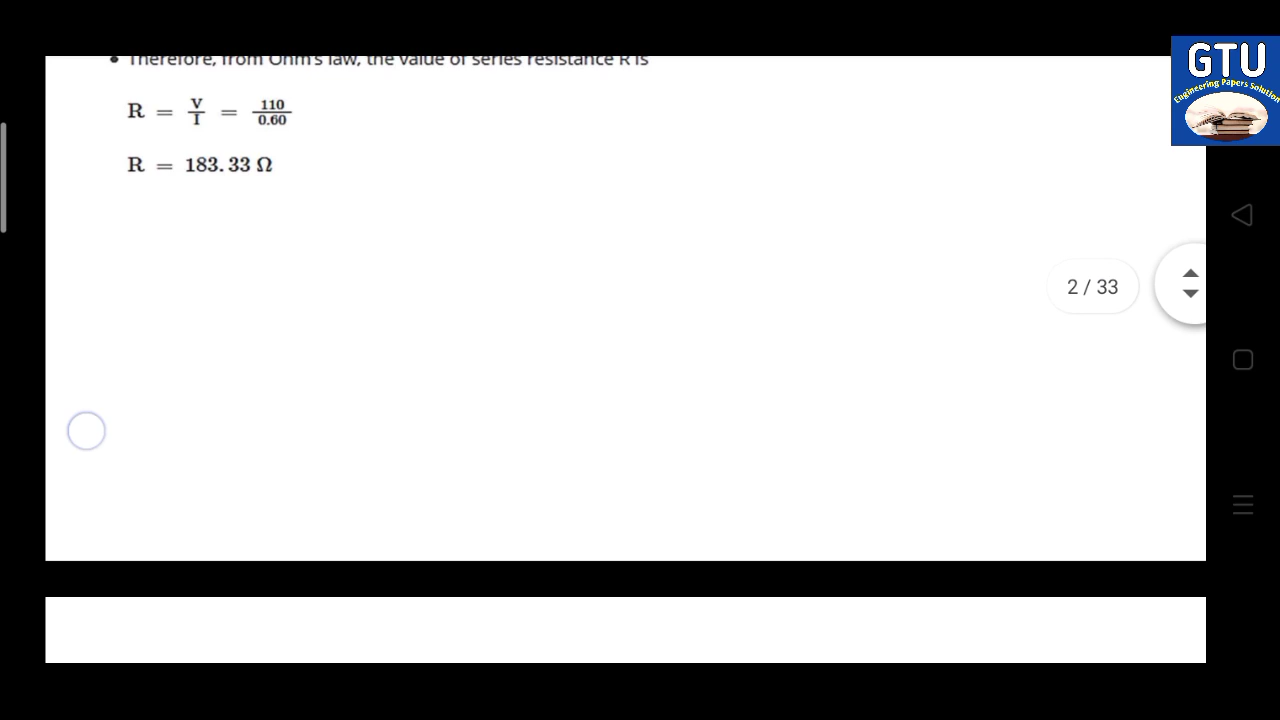 • Therefore, from Ohm's law, the value of series resistance R is
R = V/I = 110/0.60
R = 183.33 Ω
2 / 33
GTU
Engineering Papers Solution